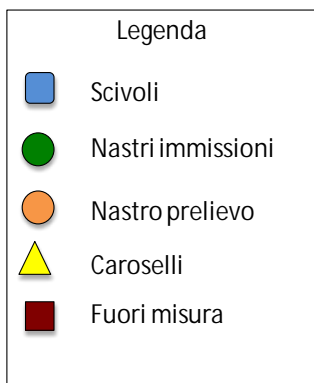 Legenda
Scivoli
Nastri immissioni
Nastro prelievo
Caroselli
Fuori misura